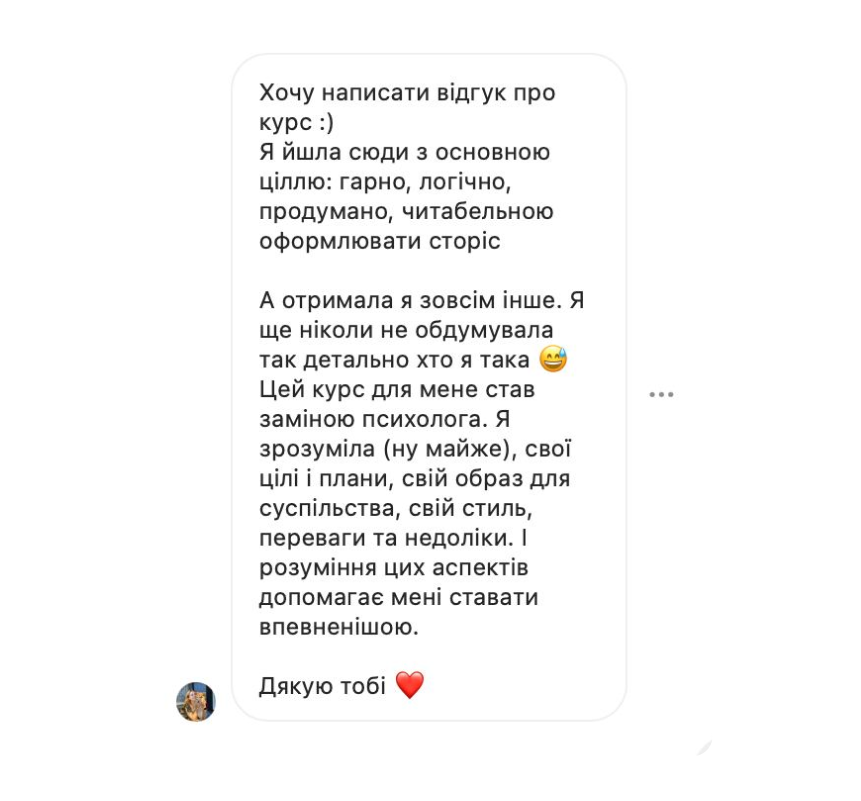 Хочу написати відгук про
курс :)
Я йшла сюди з основною
ціллю: гарно, логічно,
продумано, читабельною
оформлювати сторіс
А отримала я зовсім інше. Я
ще ніколи не обдумувала
так детально хто я така 😅
Цей курс для мене став
заміною психолога. Я
зрозуміла (ну майже), свої
цілі і плани, свій образ для
суспільства, свій стиль,
переваги та недоліки. І
розуміння цих аспектів
допомагає мені ставати
впевненішою.
Дякую тобі ❤️